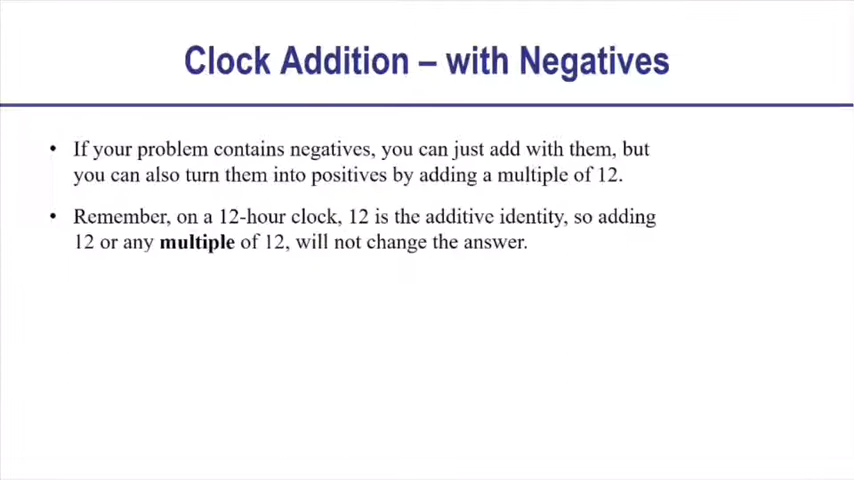 Clock Addition – with Negatives
• If your problem contains negatives, you can just add with them, but
you can also turn them into positives by adding a multiple of 12.
• Remember, on a 12-hour clock, 12 is the additive identity, so adding
12 or any multiple of 12, will not change the answer.